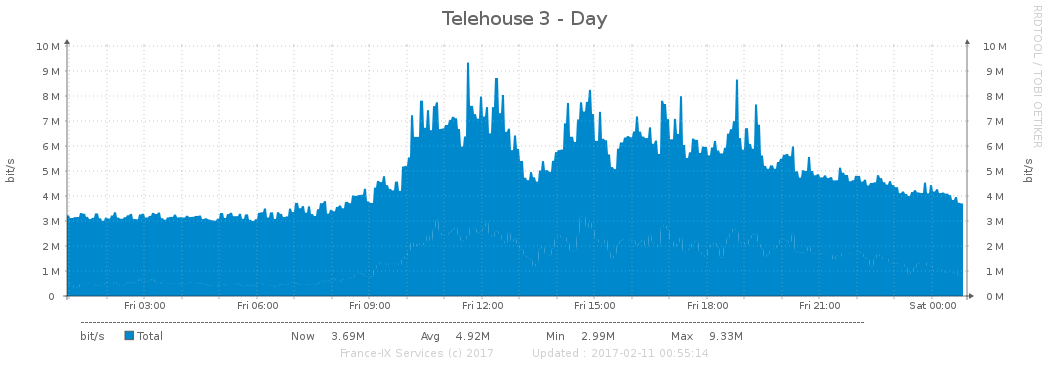 Telehouse 3 - Day
RRDTOOL / TOBI OETIKER
bit/s
10 M 10 M
9 M 9 M
8 M 8 M
7 M 7 M
6 M 6 M
5 M 5 M
4 M 4 M
3 M 3 M
2 M 2 M
1 M 1 M
0 0 M
bit/s
Fri 03:00 Fri 06:00 Fri 09:00 Fri 12:00 Fri 15:00 Fri 18:00 Fri 21:00 Sat 00:00
bit/s Total Now 3.69M Avg 4.92M Min 2.99M Max 9.33M
France-IX Services (c) 2017 Updated : 2017-02-11 00:55:14